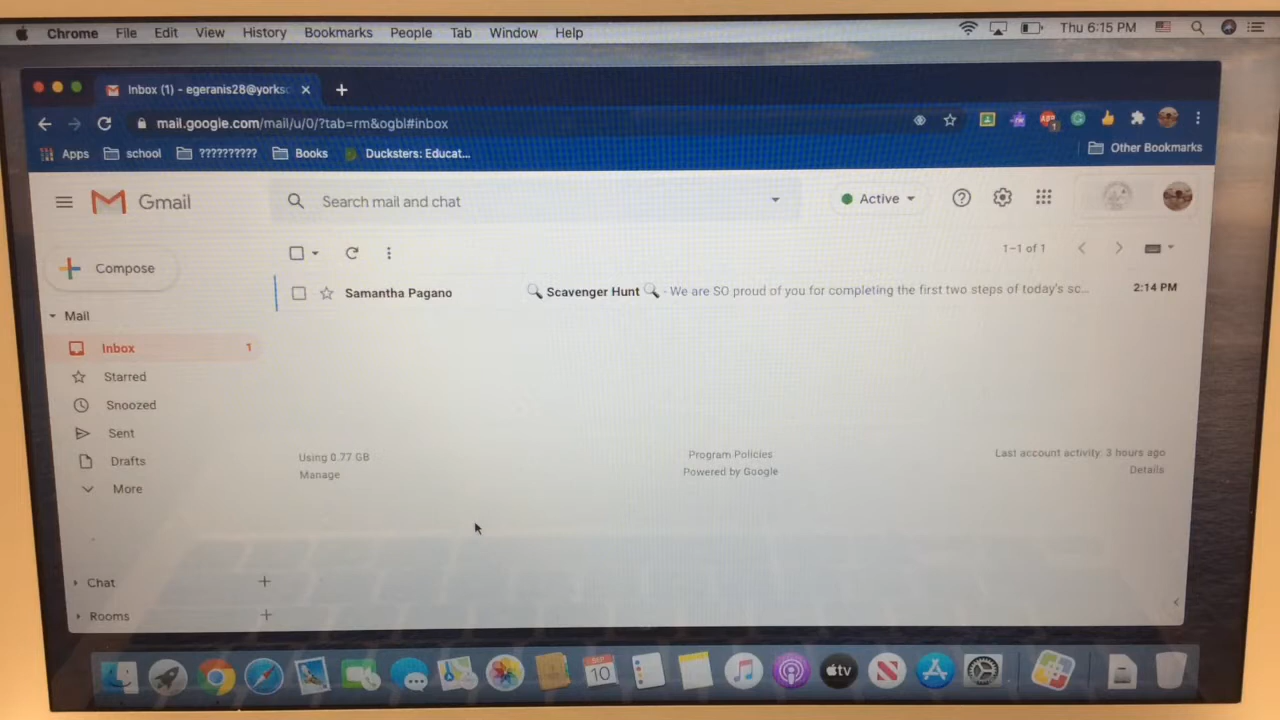 Chrome File Edit View History Bookmarks People Tab Window Help Thu 6:15 PM
Inbox (1) - egeranis28@yorksc
mail.google.com/mail/u/0/?tab=rm&ogbl#inbox
Apps school ?????????? Books Ducksters: Educat... Other Bookmarks
Gmail Search mail and chat Active
1–1 of 1
Compose
Samantha Pagano Scavenger Hunt - We are SO proud of you for completing the first two steps of today's sc... 2:14 PM
Mail
Inbox 1
Starred
Snoozed
Sent
Drafts
More
Using 0.77 GB
Manage
Program Policies
Powered by Google
Last account activity: 3 hours ago
Details
Chat
Rooms
SEP
10
tv